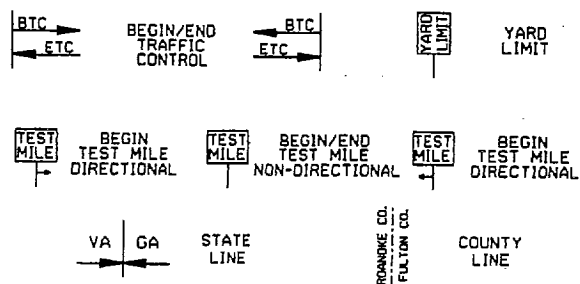 BTC
ETC
BEGIN/END
TRAFFIC
CONTROL
BTC
ETC
YARD
LIMIT
YARD
LIMIT
TEST
MILE
BEGIN
TEST MILE
DIRECTIONAL
TEST
MILE
BEGIN/END
TEST MILE
NON-DIRECTIONAL
TEST
MILE
BEGIN
TEST MILE
DIRECTIONAL
VA GA
STATE
LINE
ROANOKE CO.
FULTON CO.
COUNTY
LINE